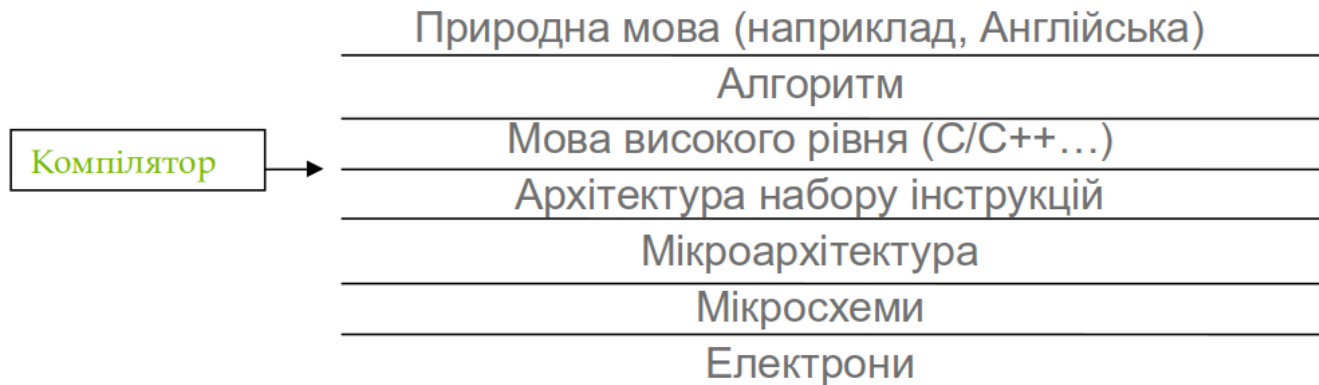 Природна мова (наприклад, Англійська)
Алгоритм
Мова високого рівня (C/C++…)
Компілятор
Архітектура набору інструкцій
Мікроархітектура
Мікросхеми
Електрони